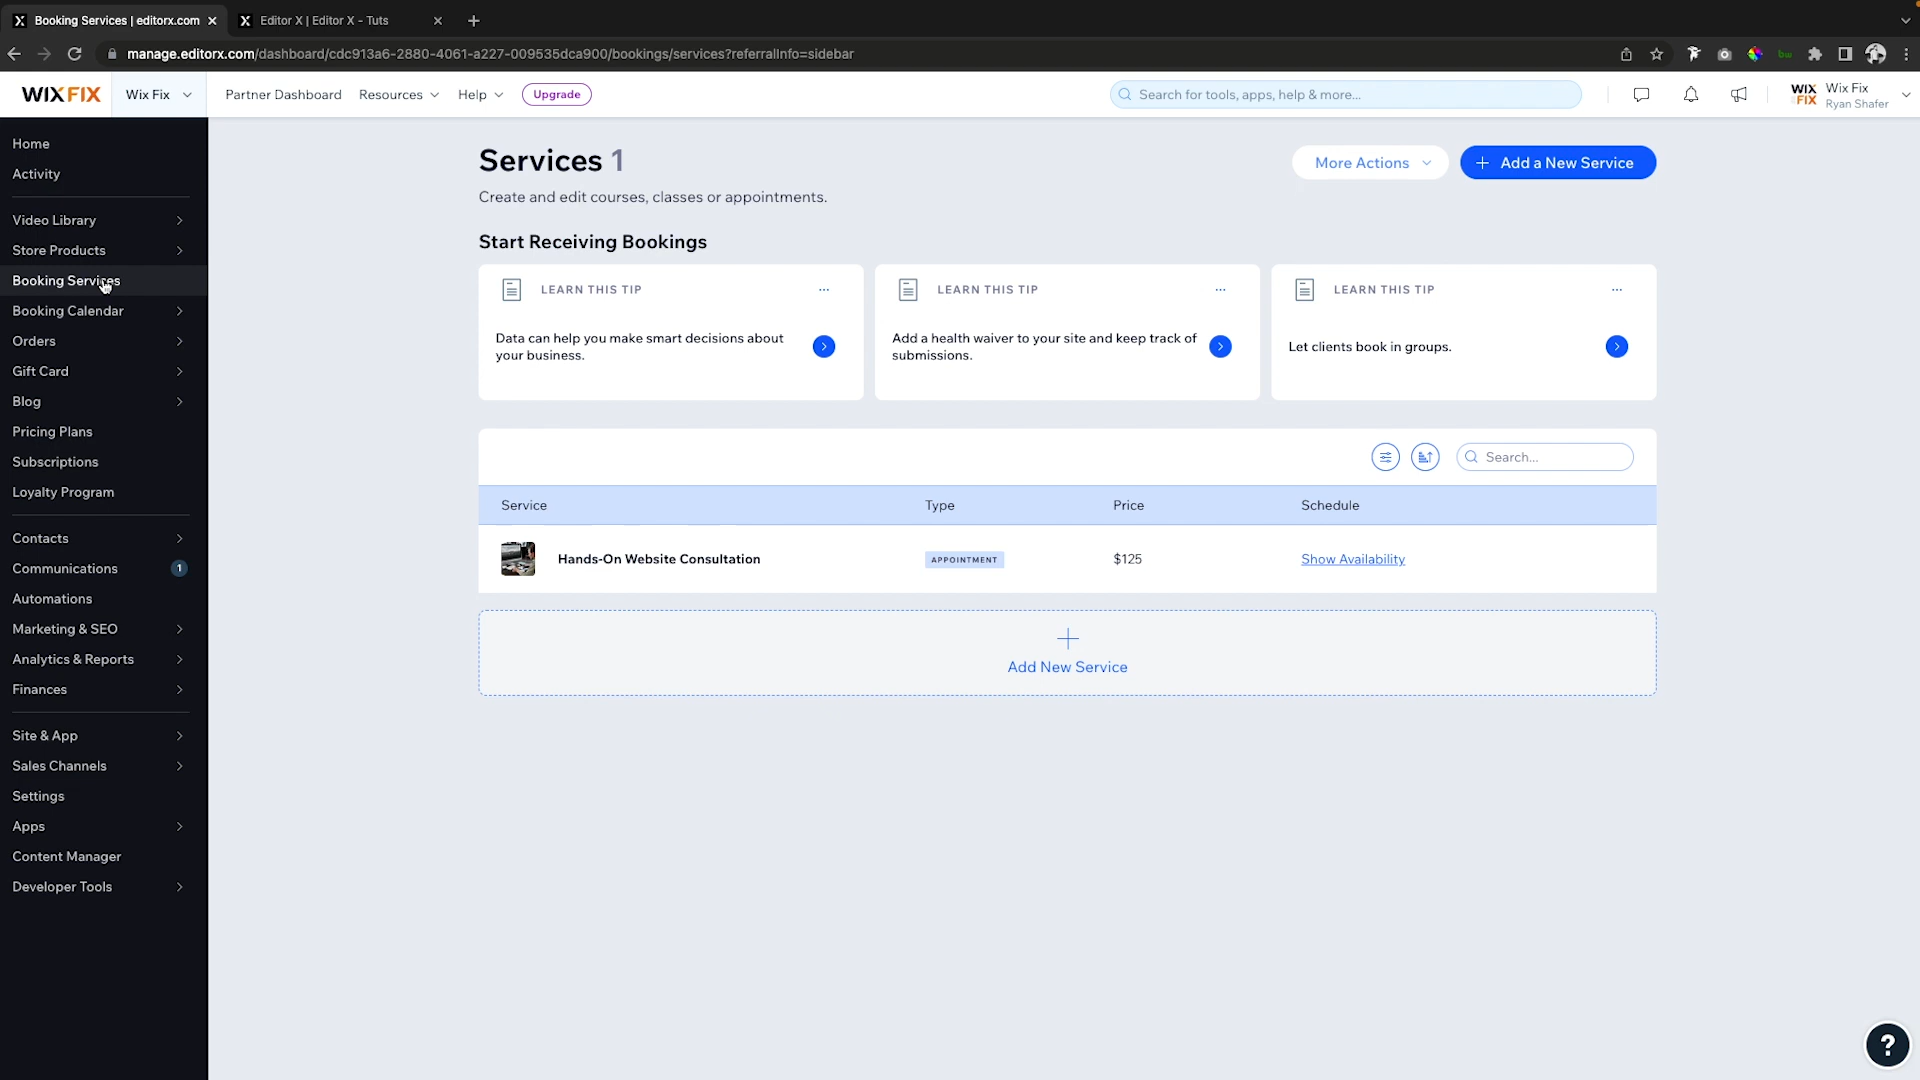 Booking Services | editorx.com
Editor X | Editor X - Tuts
manage.editorx.com/dashboard/cdc913a6-2880-4061-a227-009535dca900/bookings/services?referralInfo=sidebar
bw
WIXFIX
Wix Fix
Partner Dashboard
Resources
Help
Upgrade
Search for tools, apps, help & more...
WIX FIX
Wix Fix
Ryan Shafer
Home
Activity
Video Library
Store Products
Booking Services
Booking Calendar
Orders
Gift Card
Blog
Pricing Plans
Subscriptions
Loyalty Program
Contacts
Communications 1
Automations
Marketing & SEO
Analytics & Reports
Finances
Site & App
Sales Channels
Settings
Apps
Content Manager
Developer Tools
Services 1
Create and edit courses, classes or appointments.
More Actions
+ Add a New Service
Start Receiving Bookings
LEARN THIS TIP
Data can help you make smart decisions about
your business.
LEARN THIS TIP
Add a health waiver to your site and keep track of
submissions.
LEARN THIS TIP
Let clients book in groups.
Search...
Service Type Price Schedule
Hands-On Website Consultation APPOINTMENT $125 Show Availability
Add New Service
?